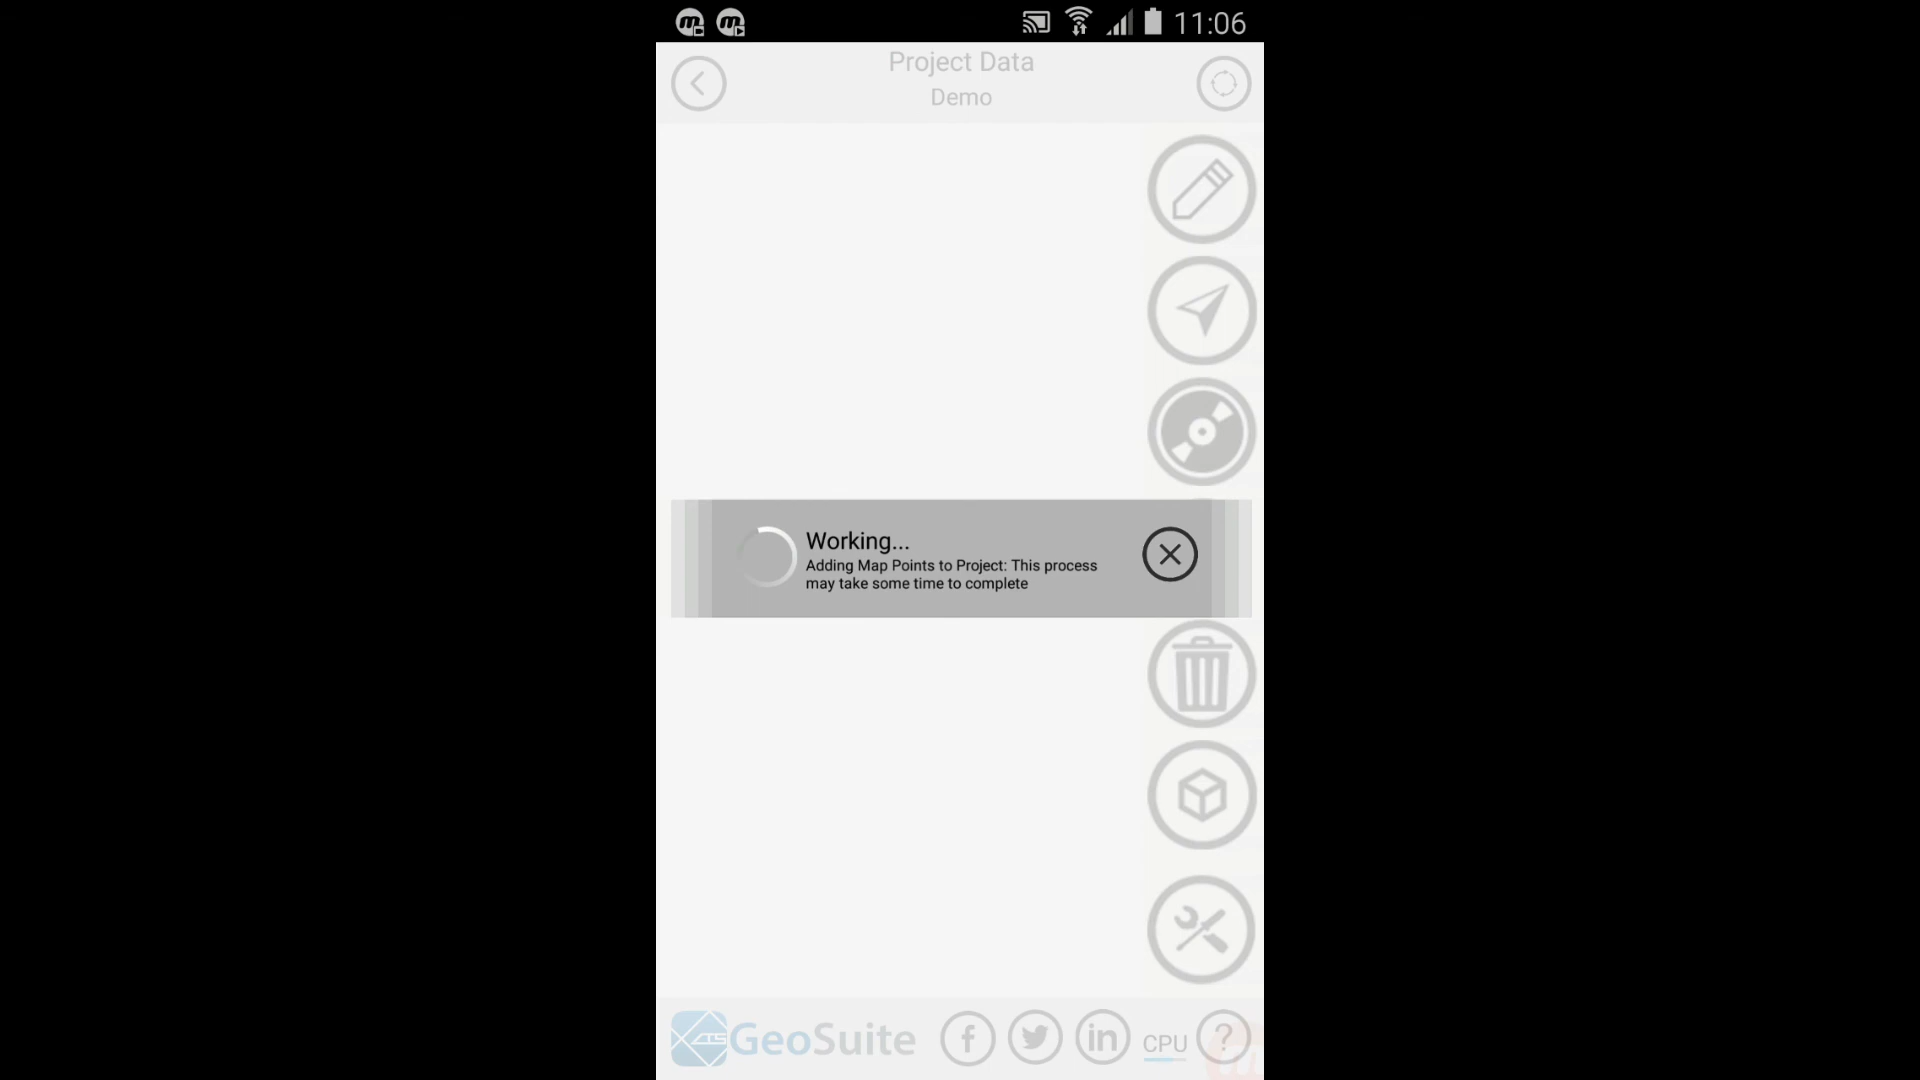 11:06
Project Data
Demo
Working...
Adding Map Points to Project: This process
may take some time to complete
GeoSuite
f
in
CPU
?